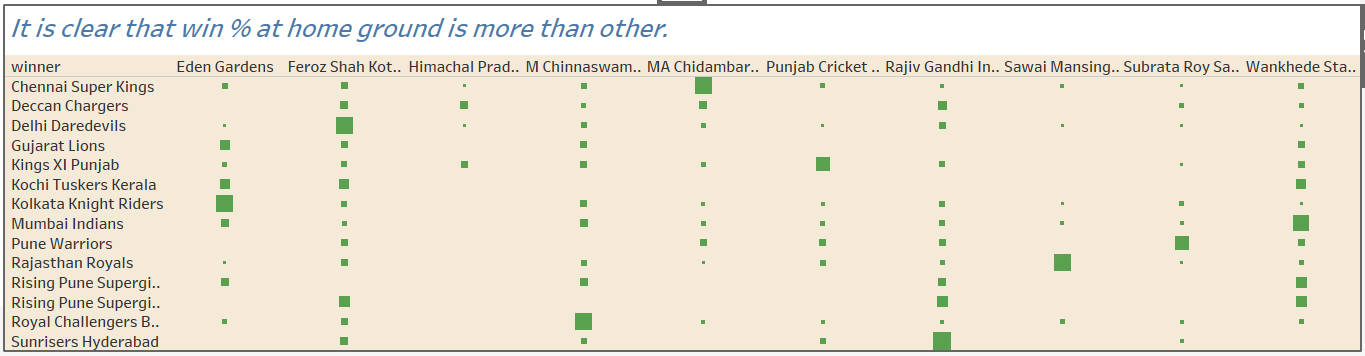 It is clear that win % at home ground is more than other.
winner Eden Gardens Feroz Shah Kot.. Himachal Prad.. M Chinnaswam.. MA Chidambar.. Punjab Cricket .. Rajiv Gandhi In.. Sawai Mansing.. Subrata Roy Sa.. Wankhede Sta..
Chennai Super Kings
Deccan Chargers
Delhi Daredevils
Gujarat Lions
Kings XI Punjab
Kochi Tuskers Kerala
Kolkata Knight Riders
Mumbai Indians
Pune Warriors
Rajasthan Royals
Rising Pune Supergi..
Rising Pune Supergi..
Royal Challengers B..
Sunrisers Hyderabad